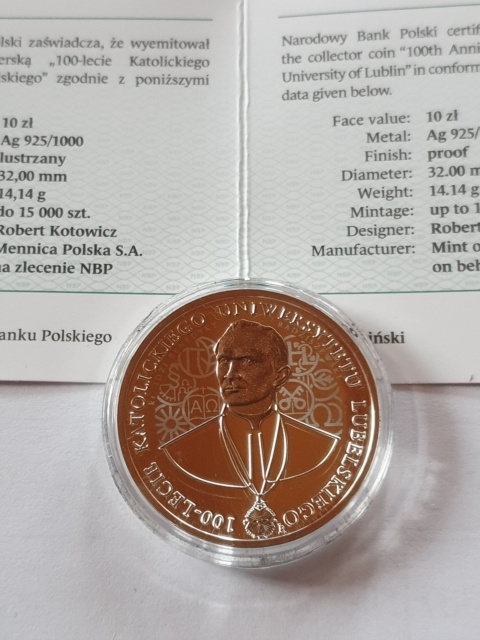 lski zaświadcza, że wyemitował
erską „100-lecie Katolickiego
skiego” zgodnie z poniższymi
10 zł
Ag 925/1000
lustrzany
32,00 mm
14,14 g
do 15 000 szt.
Robert Kotowicz
Mennica Polska S.A.
na zlecenie NBP
anku Polskiego
Narodowy Bank Polski certif
the collector coin “100th Anni
University of Lublin” in conform
data given below.
Face value: 10 zł
Metal: Ag 925/
Finish: proof
Diameter: 32.00 m
Weight: 14.14 g
Mintage: up to 1
Designer: Robert
Manufacturer: Mint o
on beh
iński
100-LECIE KATOLICKIEGO UNIWERSYTETU LUBELSKIEGO
ΑΩ